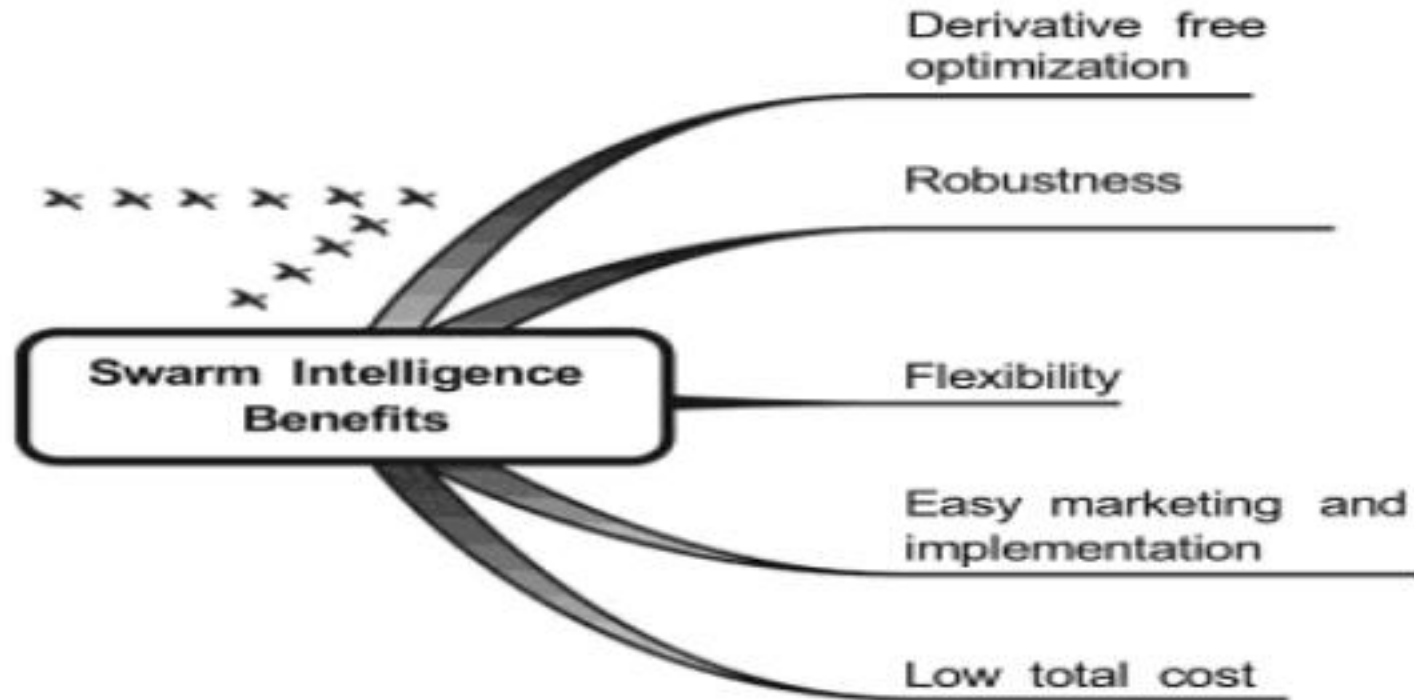 Derivative free
optimization
Robustness
Swarm Intelligence
Benefits
Flexibility
Easy marketing and
implementation
Low total cost